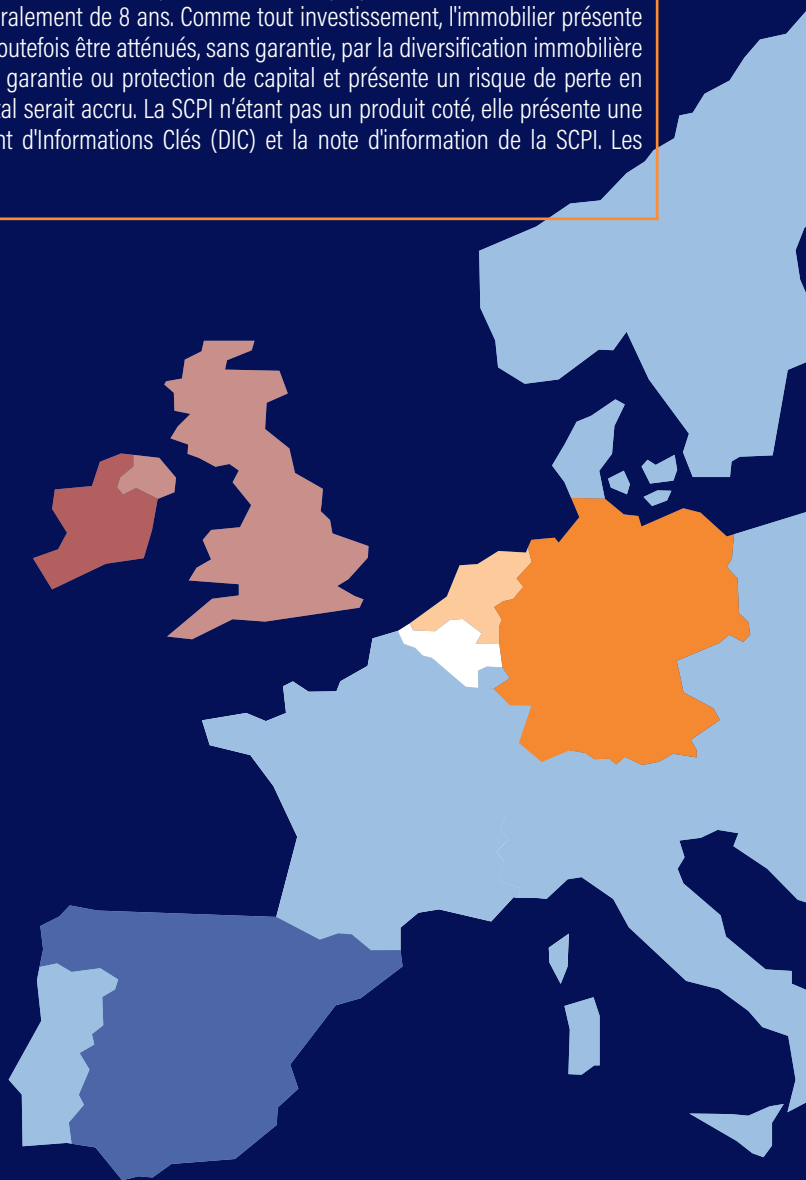 ralement de 8 ans. Comme tout investissement, l'immobilier présente
outefois être atténués, sans garantie, par la diversification immobilière
garantie ou protection de capital et présente un risque de perte en
tal serait accru. La SCPI n’étant pas un produit coté, elle présente une
nt d'Informations Clés (DIC) et la note d'information de la SCPI. Les